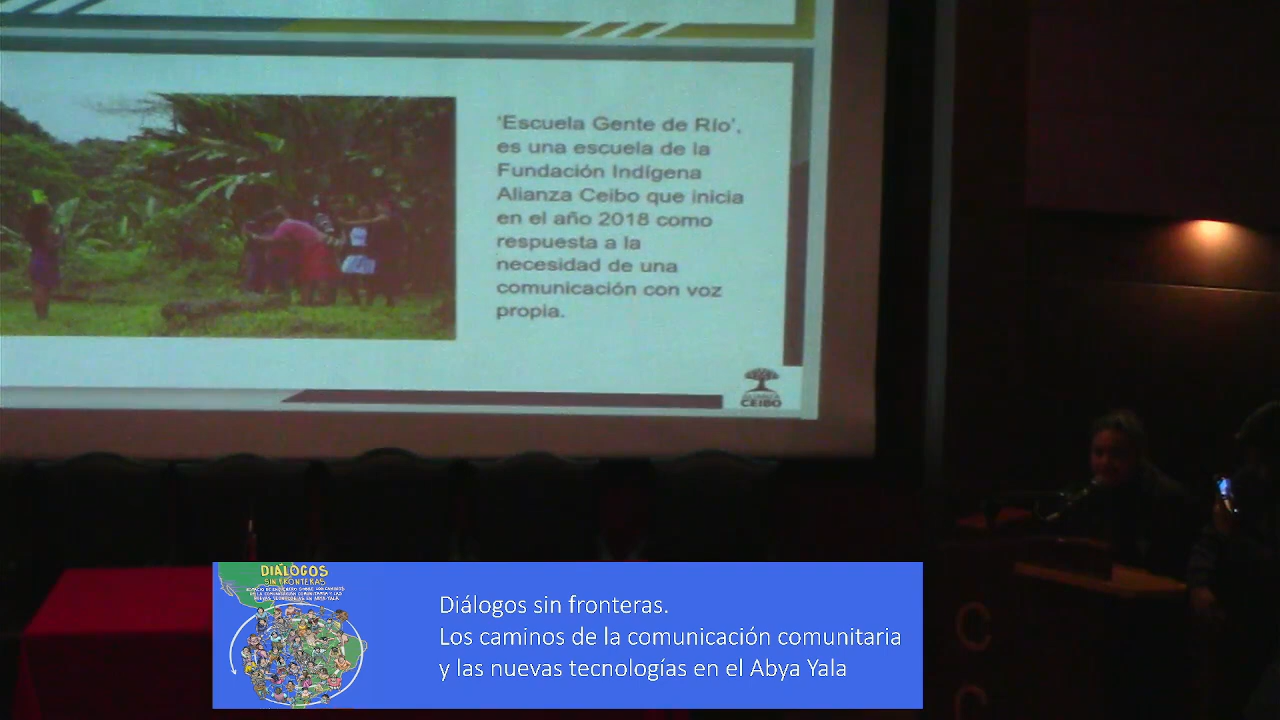 'Escuela Gente de Río',
es una escuela de la
Fundación Indígena
Alianza Ceibo que inicia
en el año 2018 como
respuesta a la
necesidad de una
comunicación con voz
propia.
ALIANZA
CEIBO
DIÁLOGOS
SIN FRONTERAS
Diálogos sin fronteras.
Los caminos de la comunicación comunitaria
y las nuevas tecnologías en el Abya Yala
C
C